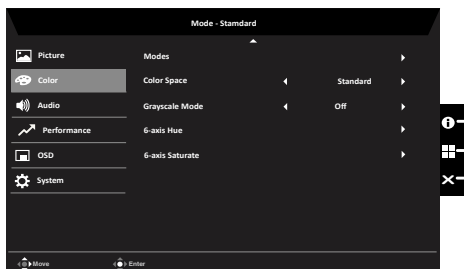 Mode - Stamdard
Picture
Modes
Color
Color Space Standard
Audio
Grayscale Mode Off
Performance
6-axis Hue
OSD
6-axis Saturate
System
Move Enter